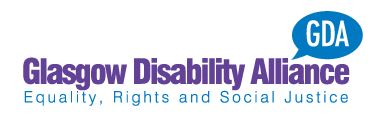 GDA
Glasgow Disability Alliance
Equality, Rights and Social Justice